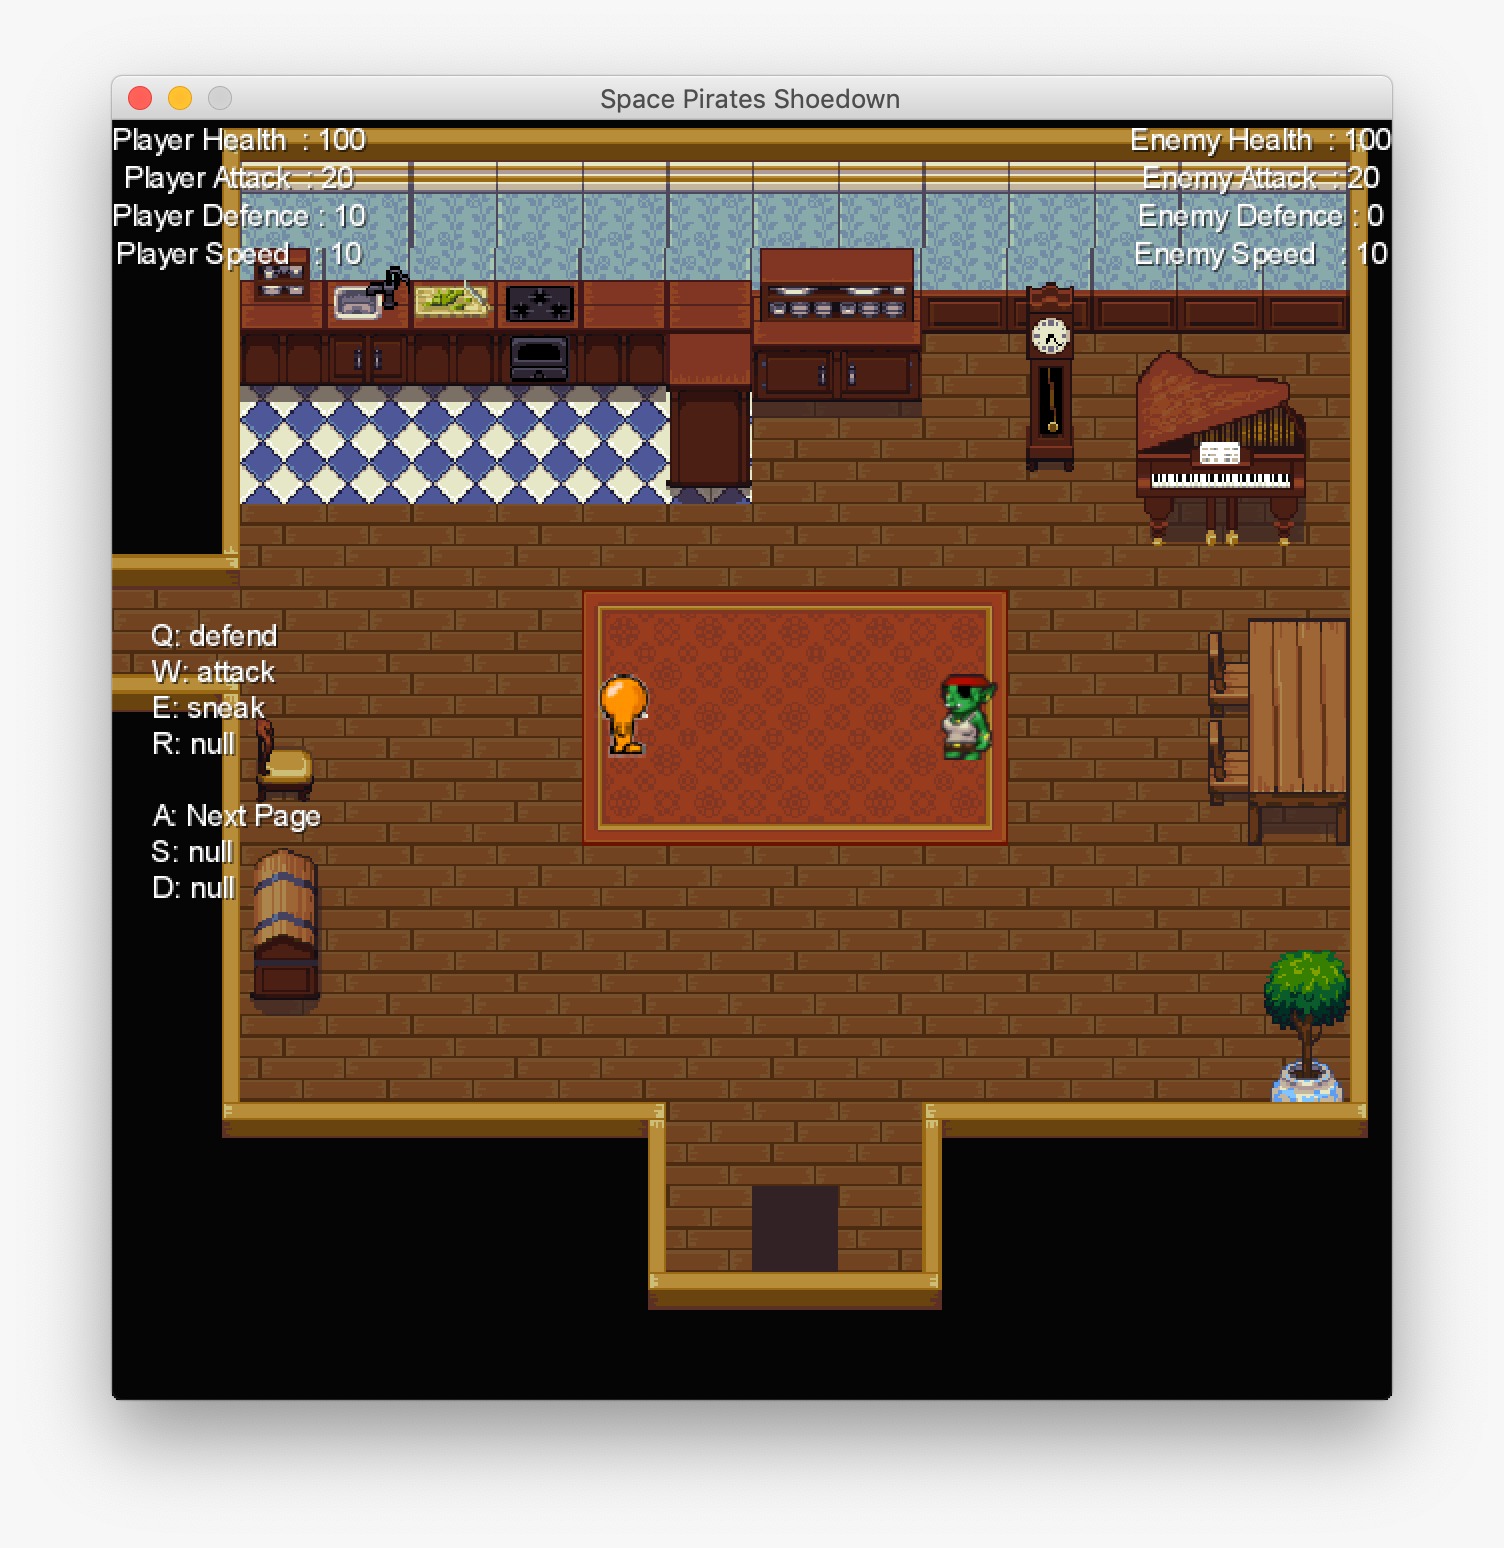 Space Pirates Shoedown
Player Health : 100
Player Attack : 20
Player Defence : 10
Player Speed : 10
Enemy Health : 100
Enemy Attack : 20
Enemy Defence : 0
Enemy Speed : 10
Q: defend
W: attack
E: sneak
R: null
A: Next Page
S: null
D: null